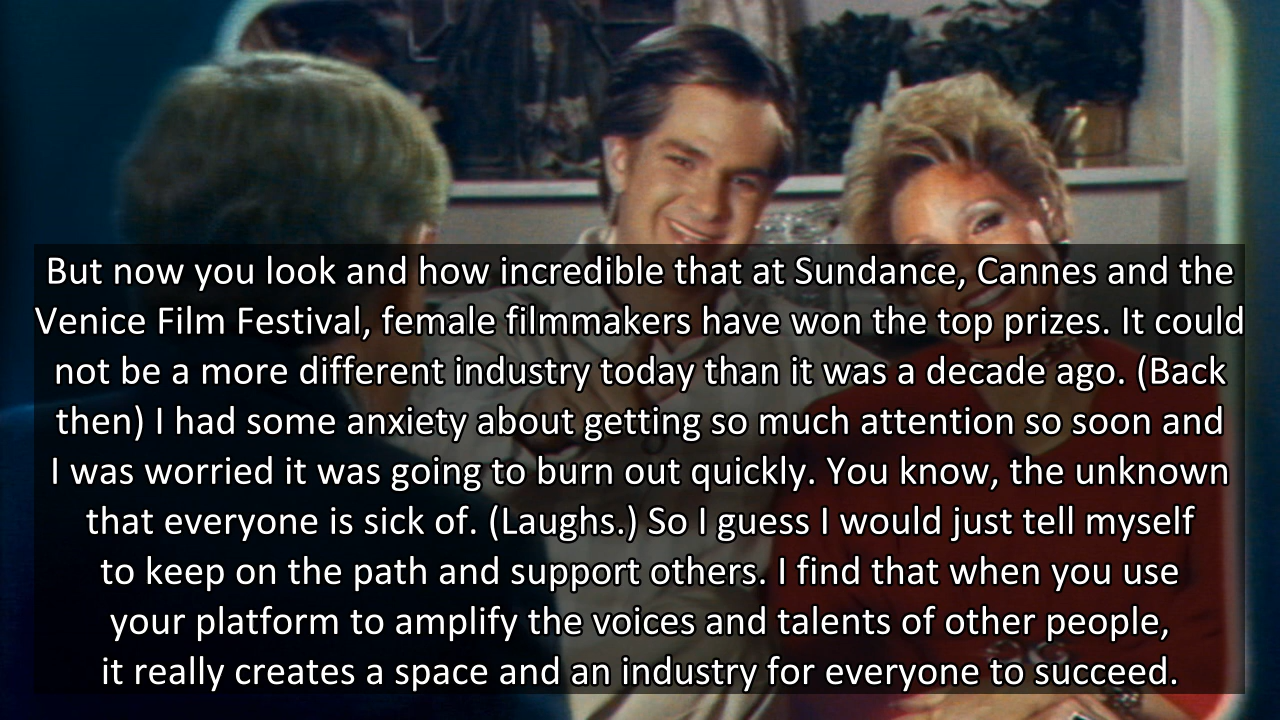 But now you look and how incredible that at Sundance, Cannes and the
Venice Film Festival, female filmmakers have won the top prizes. It could
not be a more different industry today than it was a decade ago. (Back
then) I had some anxiety about getting so much attention so soon and
I was worried it was going to burn out quickly. You know, the unknown
that everyone is sick of. (Laughs.) So I guess I would just tell myself
to keep on the path and support others. I find that when you use
your platform to amplify the voices and talents of other people,
it really creates a space and an industry for everyone to succeed.